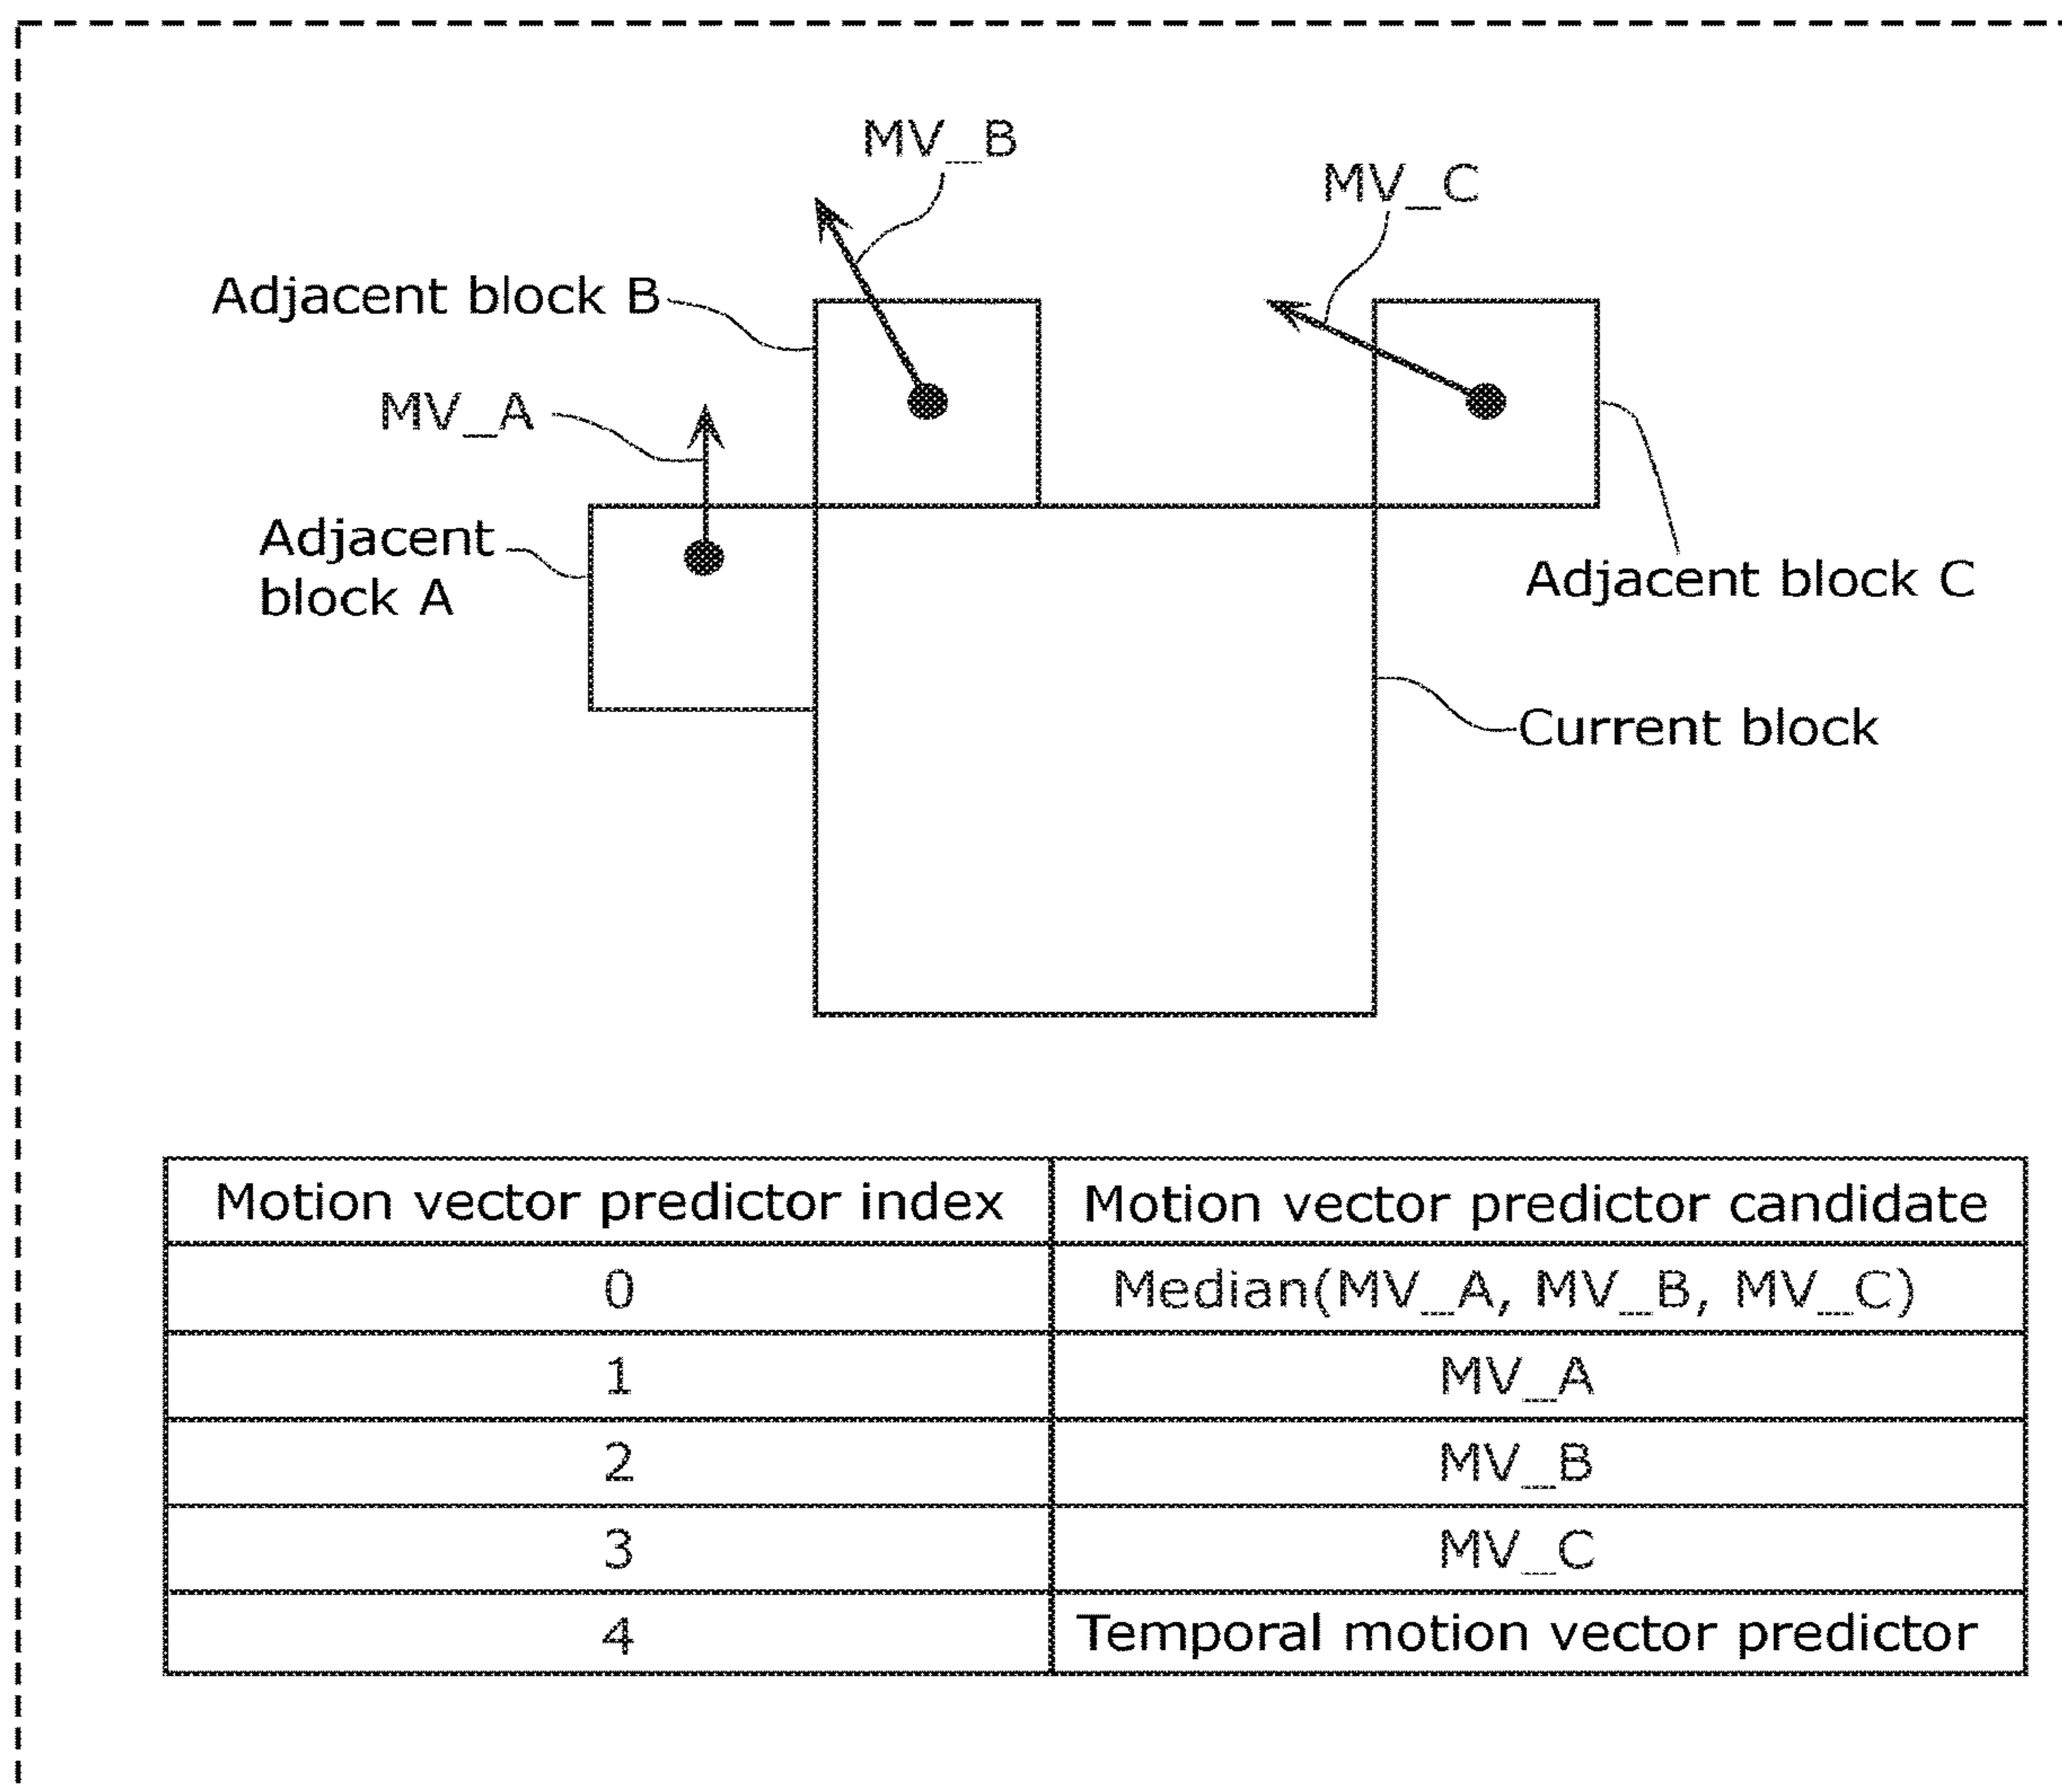 MV_B
MV_C
Adjacent block B
MV_A
Adjacent
block A
Adjacent block C
Current block
Motion vector predictor index
Motion vector predictor candidate
0
Median(MV_A, MV_B, MV_C)
1
MV_A
2
MV_B
3
MV_C
4
Temporal motion vector predictor